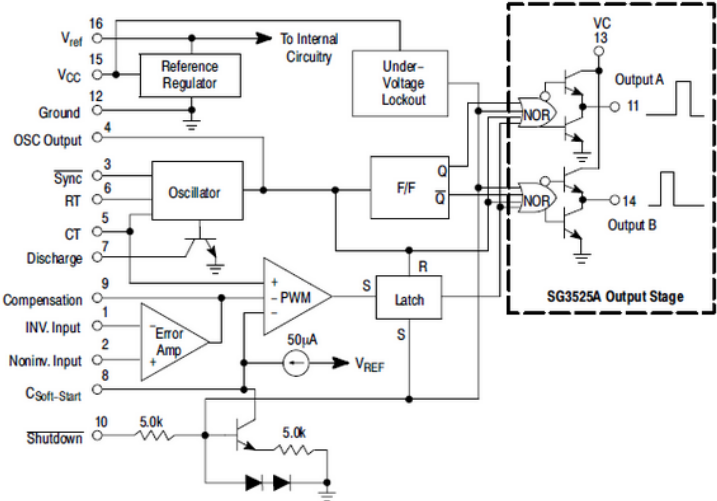 16
Vref
To Internal
Circuitry
15
VCC
Reference
Regulator
Under-
Voltage
Lockout
12
Ground
4
OSC Output
3
Sync
6
RT
5
CT
7
Discharge
Oscillator
F/F
Q
Q
VC
13
Output A
NOR
11
NOR
14
Output B
SG3525A Output Stage
9
Compensation
1
INV. Input
2
Noninv. Input
8
CSoft-Start
Error
Amp
−
+
+
−
−
PWM
S
R
Latch
S
50µA
VREF
10
Shutdown
5.0k
5.0k